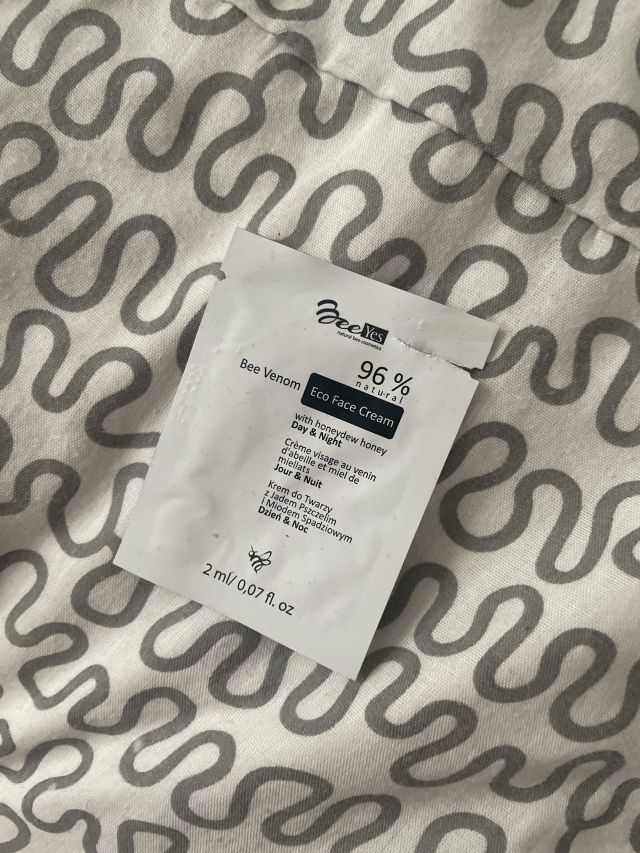 BeeYes
natural bee cosmetics
96 %
natural
Bee Venom
Eco Face Cream
with honeydew honey
Day & Night
Crème visage au venin
d'abeille et miel de
miellats
Jour & Nuit
Krem do Twarzy
z Jadem Pszczelim
i Miodem Spadziowym
Dzień & Noc
2 ml/ 0,07 fl. oz